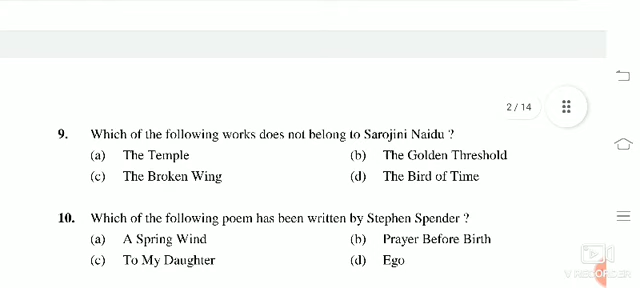 2 / 14
9. Which of the following works does not belong to Sarojini Naidu ?
(a) The Temple (b) The Golden Threshold
(c) The Broken Wing (d) The Bird of Time
10. Which of the following poem has been written by Stephen Spender ?
(a) A Spring Wind (b) Prayer Before Birth
(c) To My Daughter (d) Ego
V RECORDER